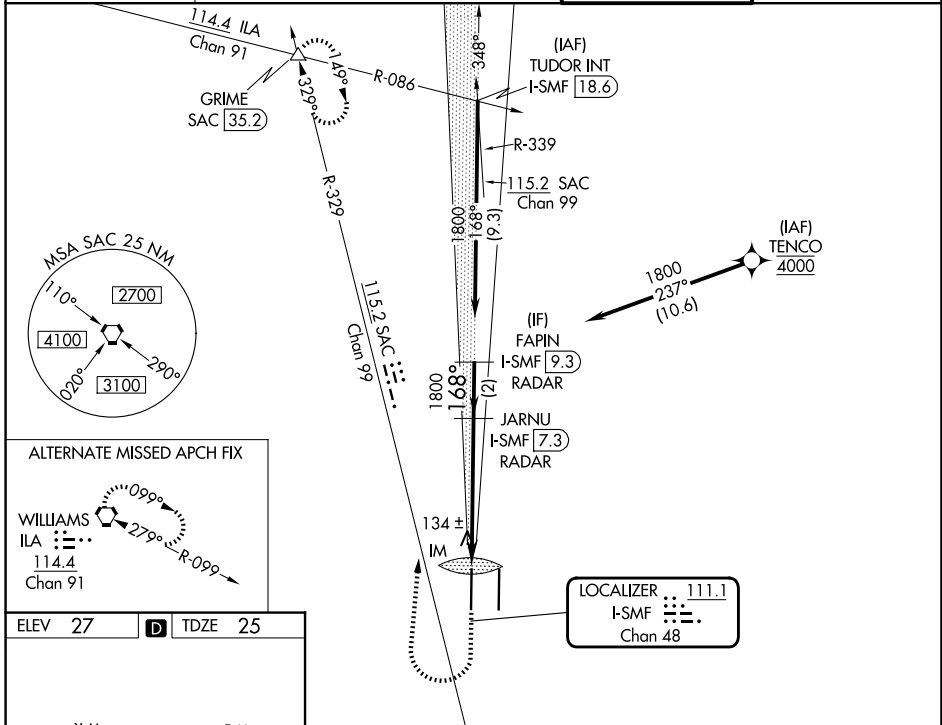 114.4 ILA
Chan 91
R-086
348°
(IAF)
TUDOR INT
I-SMF 18.6
149°
329°
GRIME
SAC 35.2
R-339
115.2 SAC
Chan 99
R-329
1800
168°
(9.3)
(IAF)
TENCO
4000
1800
237°
(10.6)
MSA SAC 25 NM
110°
2700
4100
290°
020°
3100
115.2 SAC
Chan 99
(IF)
FAPIN
I-SMF 9.3
RADAR
1800
168°
(2)
JARNU
I-SMF 7.3
RADAR
ALTERNATE MISSED APCH FIX
099°
WILLIAMS
ILA
279°
R-099
114.4
Chan 91
134 ±
IM
LOCALIZER 111.1
I-SMF
Chan 48
ELEV 27 D TDZE 25